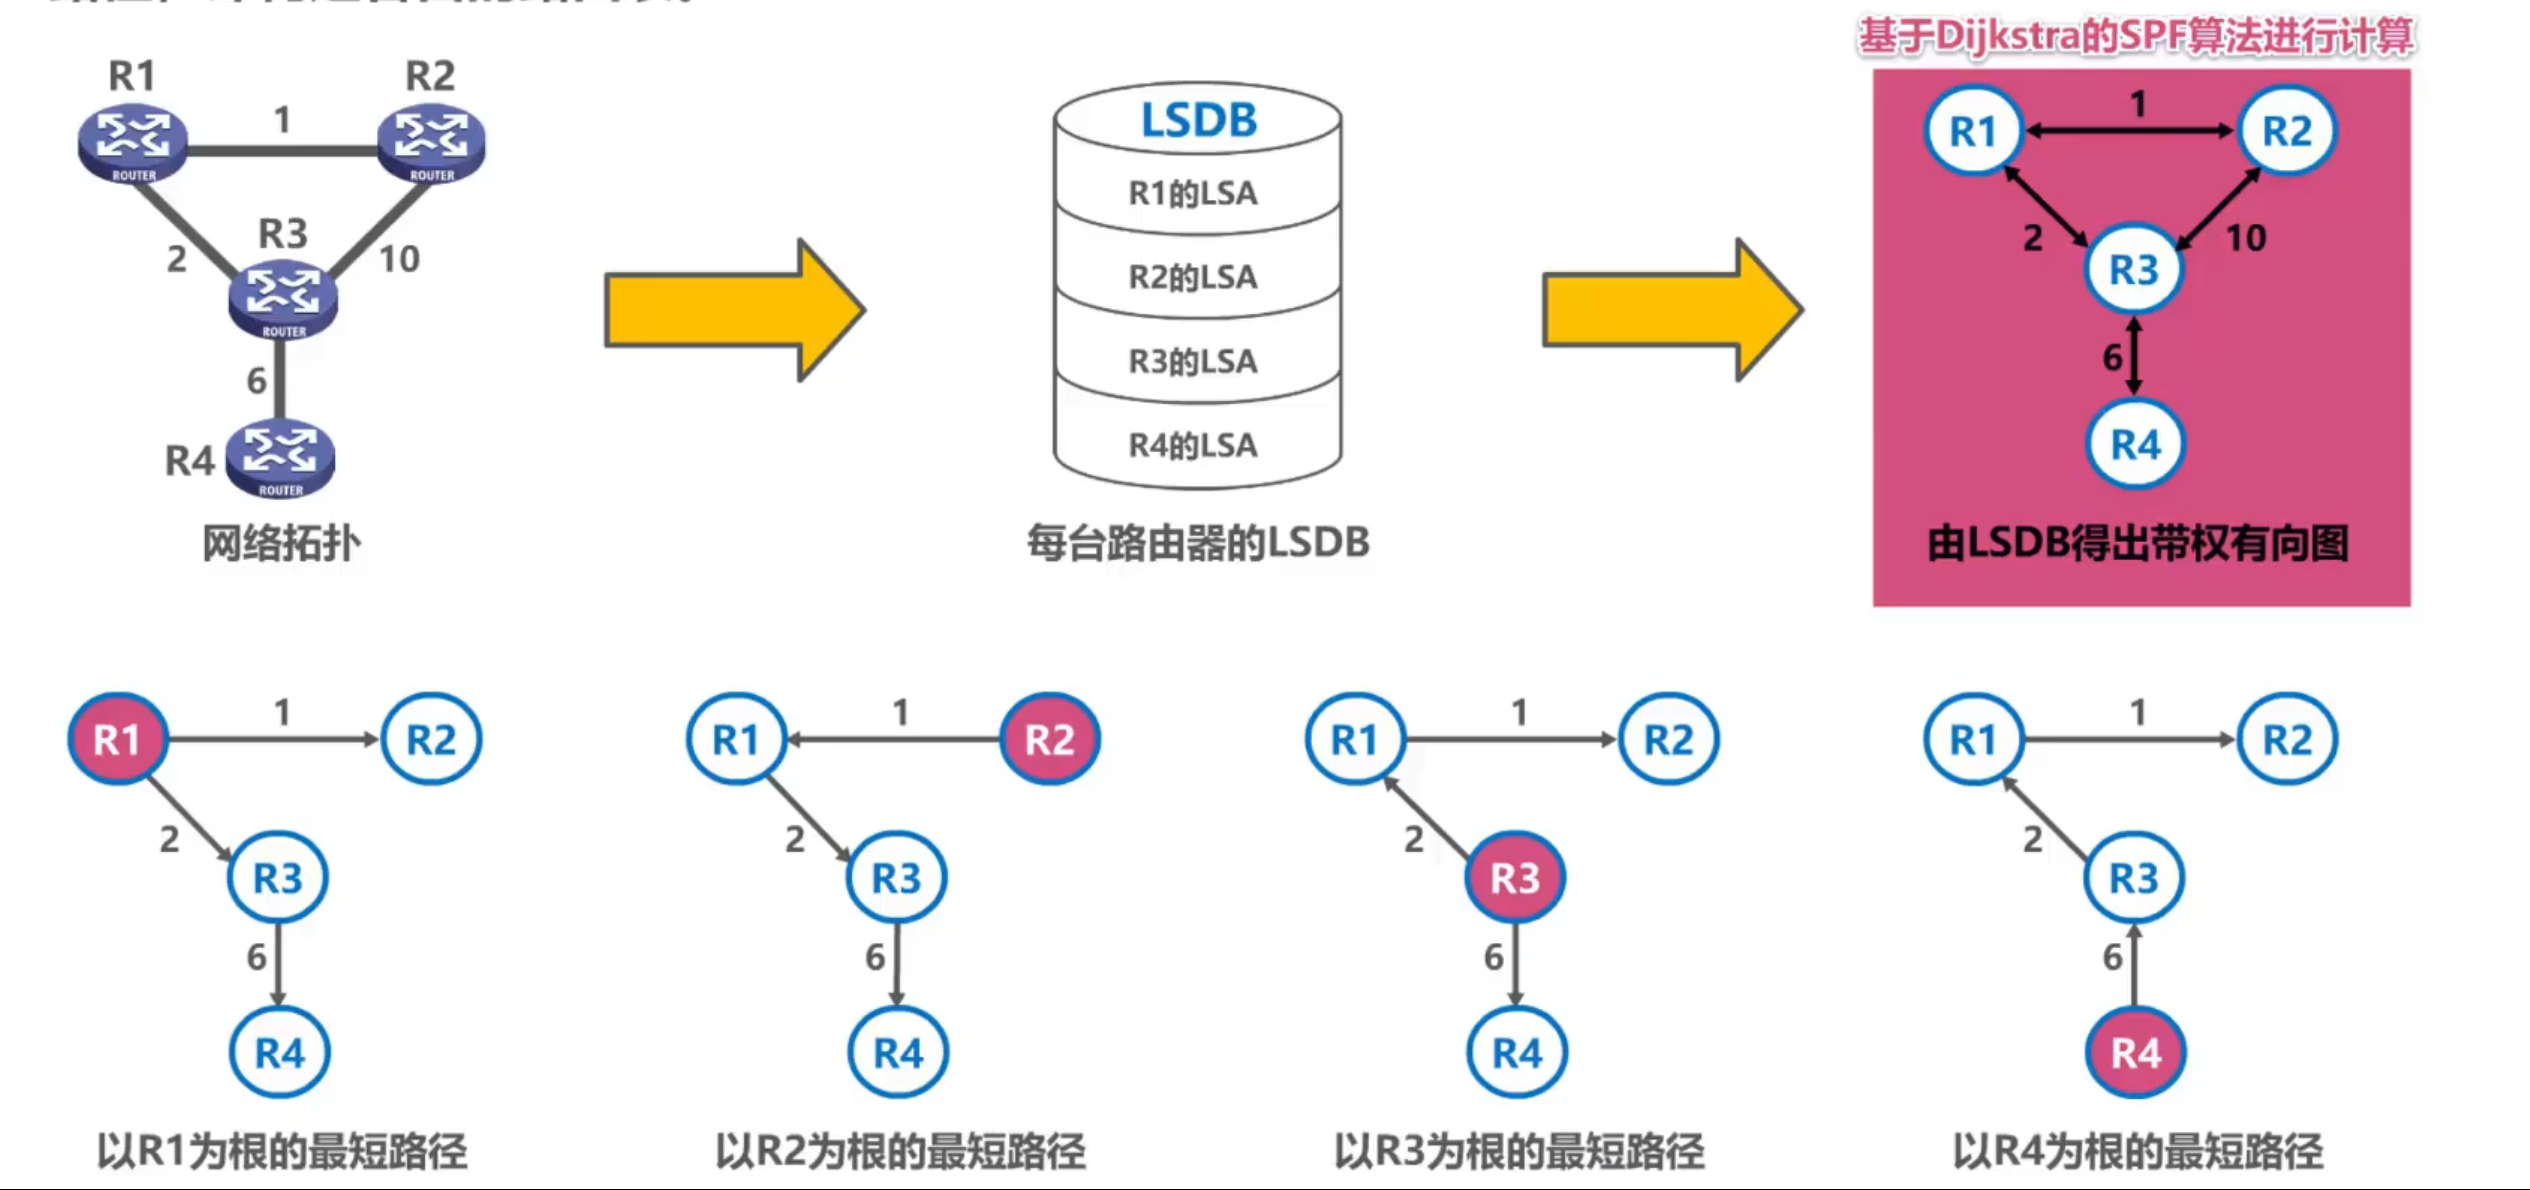 基于Dijkstra的SPF算法进行计算
R1
R2
1
R3
2
10
6
R4
ROUTER
ROUTER
ROUTER
ROUTER
网络拓扑
LSDB
R1的LSA
R2的LSA
R3的LSA
R4的LSA
每台路由器的LSDB
R1
1
R2
2
10
R3
6
R4
由LSDB得出带权有向图
R1
1
R2
2
R3
6
R4
以R1为根的最短路径
R1
1
R2
2
R3
6
R4
以R2为根的最短路径
R1
1
R2
2
R3
6
R4
以R3为根的最短路径
R1
1
R2
2
R3
6
R4
以R4为根的最短路径